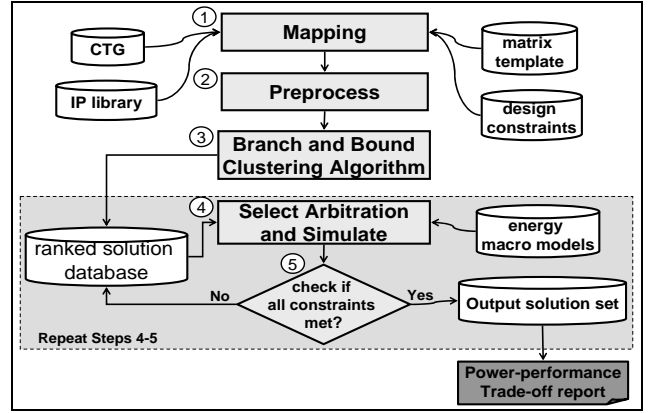 1
Mapping
CTG
matrix
template
IP library
2
Preprocess
design
constraints
3
Branch and Bound
Clustering Algorithm
4
Select Arbitration
and Simulate
energy
macro models
ranked solution
database
5
check if
all constraints
met?
No
Yes
Output solution set
Repeat Steps 4-5
Power-performance
Trade-off report